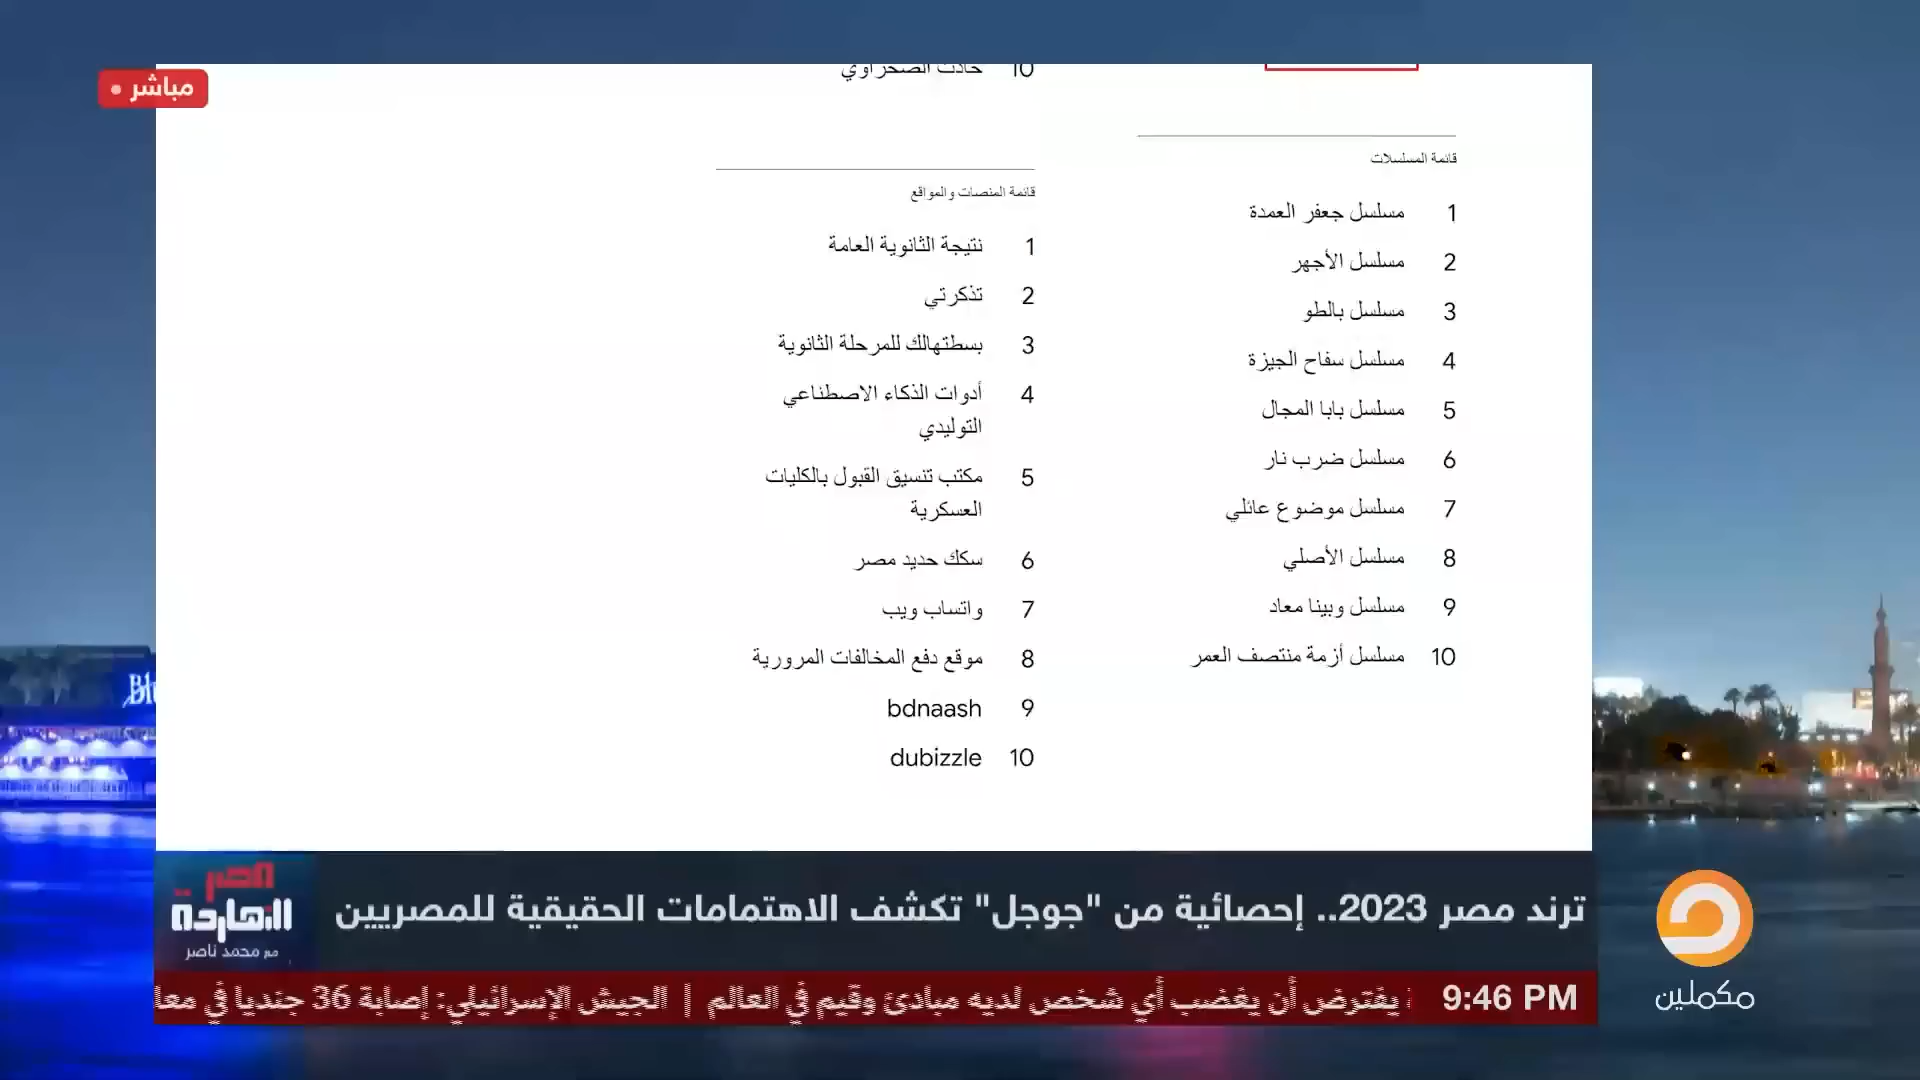 مباشر
10 حادث الصحراوي
قائمة المسلسلات
1 مسلسل جعفر العمدة
2 مسلسل الأجهر
3 مسلسل بالطو
4 مسلسل سفاح الجيزة
5 مسلسل بابا المجال
6 مسلسل ضرب نار
7 مسلسل موضوع عائلي
8 مسلسل الأصلي
9 مسلسل وبينا معاد
10 مسلسل أزمة منتصف العمر
قائمة المنصات والمواقع
1 نتيجة الثانوية العامة
2 تذكرتي
3 بسطتهالك للمرحلة الثانوية
4 أدوات الذكاء الاصطناعي
التوليدي
5 مكتب تنسيق القبول بالكليات
العسكرية
6 سكك حديد مصر
7 واتساب ويب
8 موقع دفع المخالفات المرورية
9 bdnaash
10 dubizzle
ترند مصر 2023.. إحصائية من "جوجل" تكشف الاهتمامات الحقيقية للمصريين
مصر
النهاردة
مع محمد ناصر
9:46 PM
يفترض أن يغضب أي شخص لديه مبادئ وقيم في العالم | الجيش الإسرائيلي: إصابة 36 جنديا في
مكملين